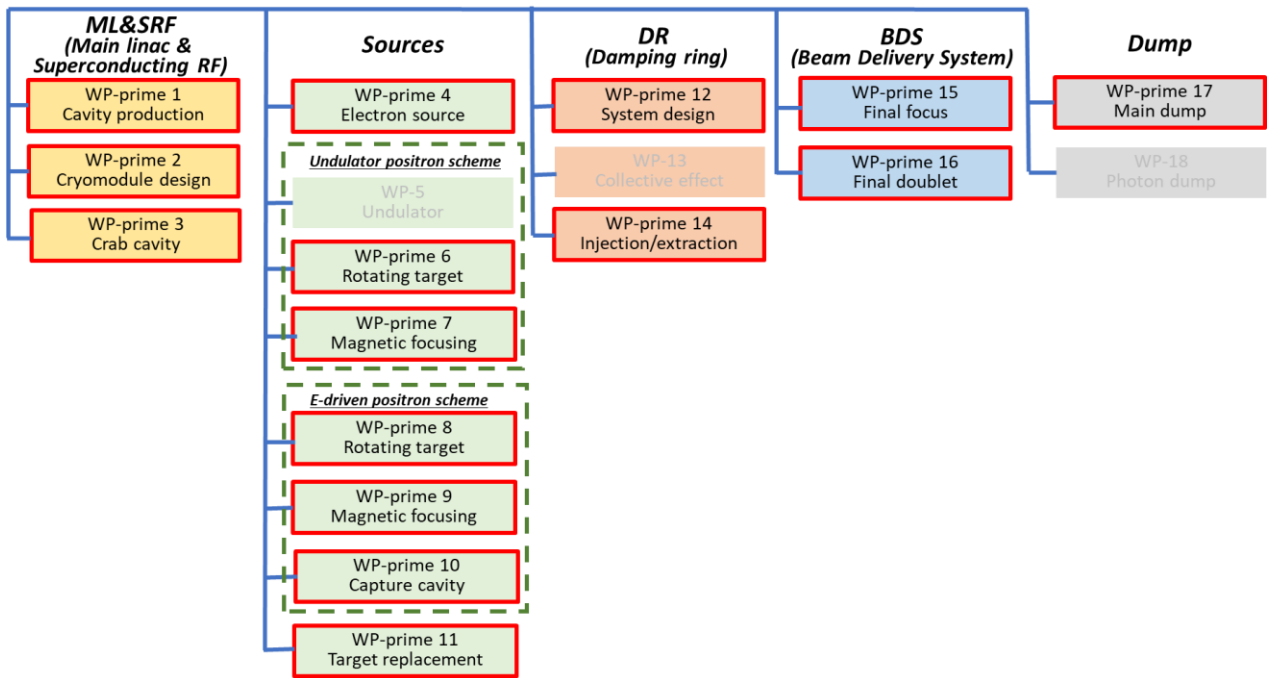 ML&SRF
(Main linac &
Superconducting RF)
WP-prime 1
Cavity production
WP-prime 2
Cryomodule design
WP-prime 3
Crab cavity
Sources
WP-prime 4
Electron source
Undulator positron scheme
WP-5
Undulator
WP-prime 6
Rotating target
WP-prime 7
Magnetic focusing
E-driven positron scheme
WP-prime 8
Rotating target
WP-prime 9
Magnetic focusing
WP-prime 10
Capture cavity
WP-prime 11
Target replacement
DR
(Damping ring)
WP-prime 12
System design
WP-13
Collective effect
WP-prime 14
Injection/extraction
BDS
(Beam Delivery System)
WP-prime 15
Final focus
WP-prime 16
Final doublet
Dump
WP-prime 17
Main dump
WP-18
Photon dump